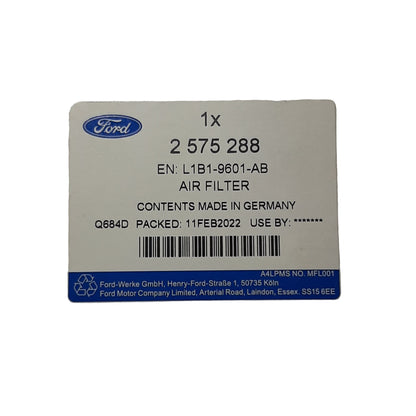 Ford
1x
2 575 288
EN: L1B1-9601-AB
AIR FILTER
CONTENTS MADE IN GERMANY
Q684D PACKED: 11FEB2022 USE BY: *******
A4LPMS NO. MFL001
Ford-Werke GmbH, Henry-Ford-Straße 1, 50735 Köln
Ford Motor Company Limited, Arterial Road, Laindon, Essex. SS15 6EE